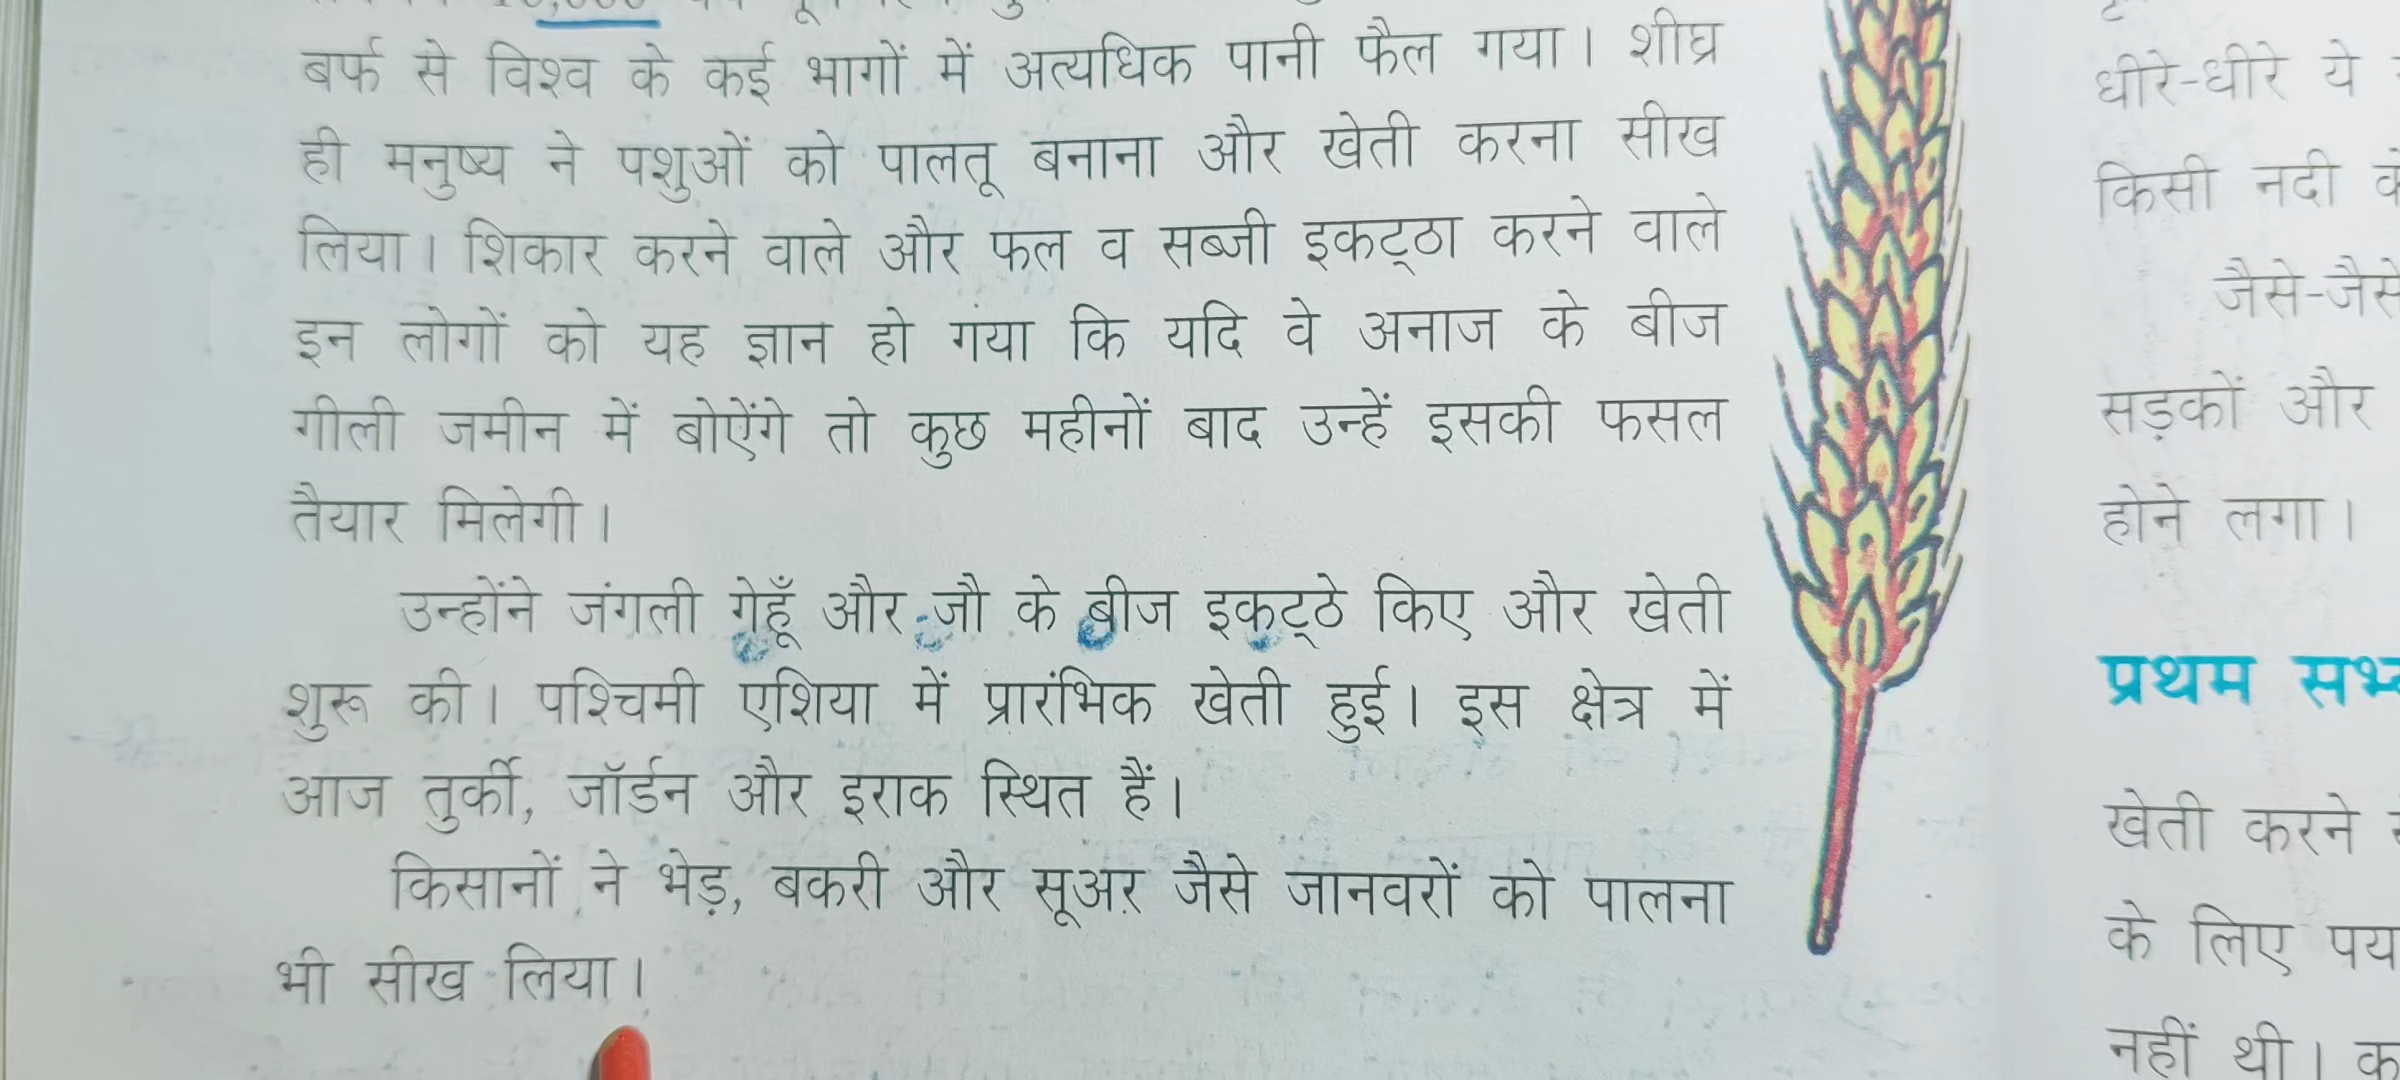 10,000
बर्फ से विश्व के कई भागों में अत्यधिक पानी फैल गया। शीघ्र
ही मनुष्य ने पशुओं को पालतू बनाना और खेती करना सीख
लिया। शिकार करने वाले और फल व सब्जी इकट्ठा करने वाले
इन लोगों को यह ज्ञान हो गया कि यदि वे अनाज के बीज
गीली जमीन में बोऐंगे तो कुछ महीनों बाद उन्हें इसकी फसल
तैयार मिलेगी।
उन्होंने जंगली गेहूँ और जौ के बीज इकट्ठे किए और खेती
शुरू की। पश्चिमी एशिया में प्रारंभिक खेती हुई। इस क्षेत्र में
आज तुर्की, जॉर्डन और इराक स्थित हैं।
किसानों ने भेड़, बकरी और सूअर जैसे जानवरों को पालना
भी सीख लिया।
धीरे-धीरे ये
किसी नदी
जैसे-जैसे
सड़कों और
होने लगा।
प्रथम
खेती करने
के लिए
नहीं थी।